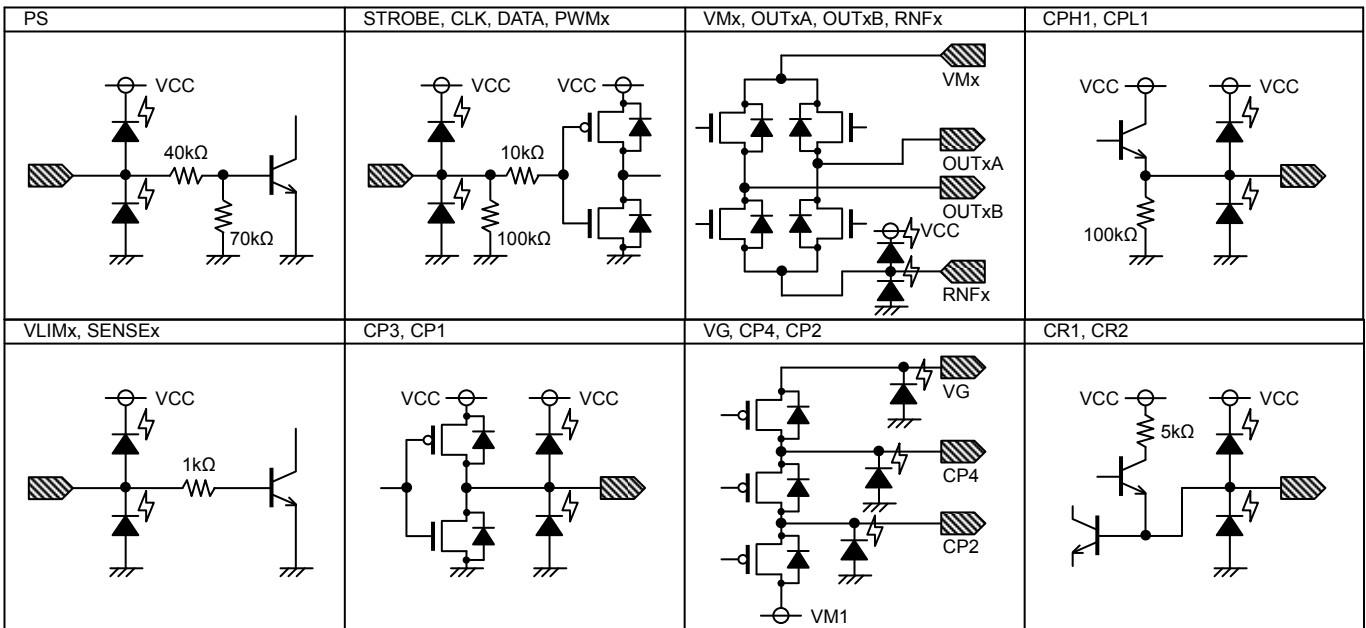 PS
VCC
40kΩ
70kΩ
STROBE, CLK, DATA, PWMx
VCC
VCC
10kΩ
100kΩ
VMx, OUTxA, OUTxB, RNFx
VMx
OUTxA
OUTxB
VCC
RNFx
CPH1, CPL1
VCC
VCC
100kΩ
VLIMx, SENSEx
VCC
1kΩ
CP3, CP1
VCC
VCC
VG, CP4, CP2
VG
CP4
CP2
VM1
CR1, CR2
VCC
VCC
5kΩ